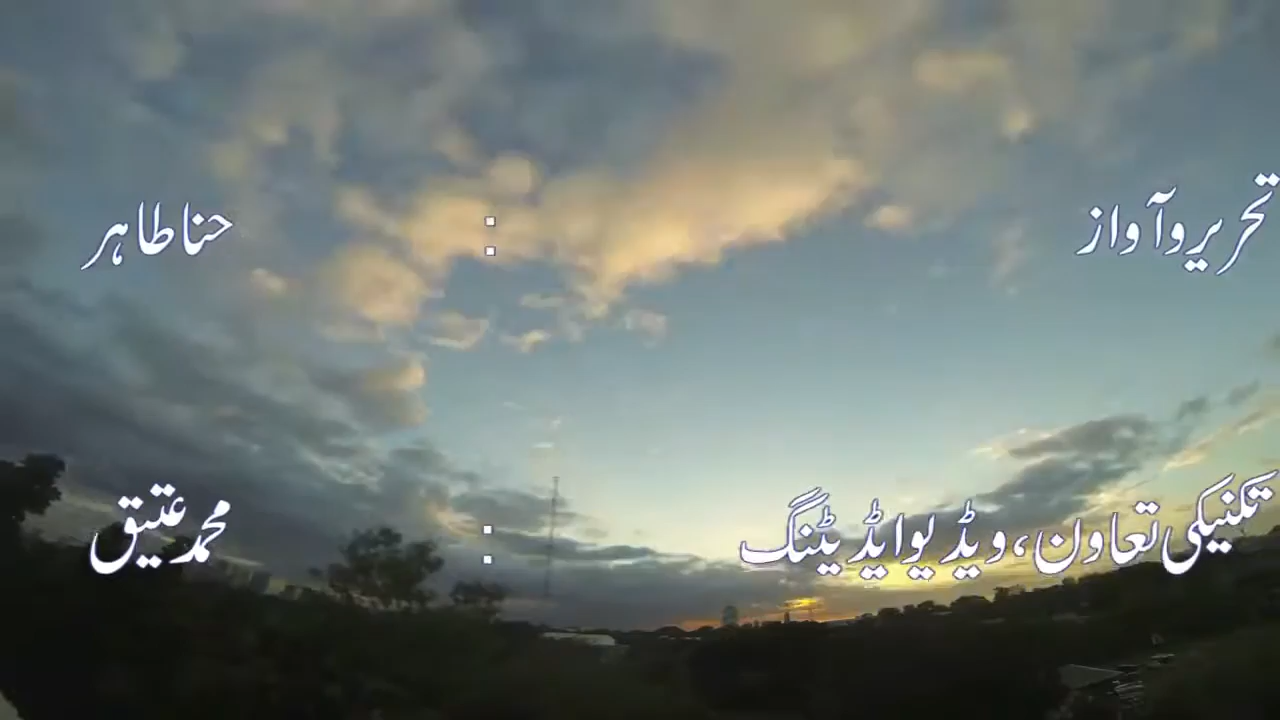 تحریر و آواز : حنا طاہر
تکنیکی تعاون، ویڈیو ایڈیٹنگ : محمد عتیق